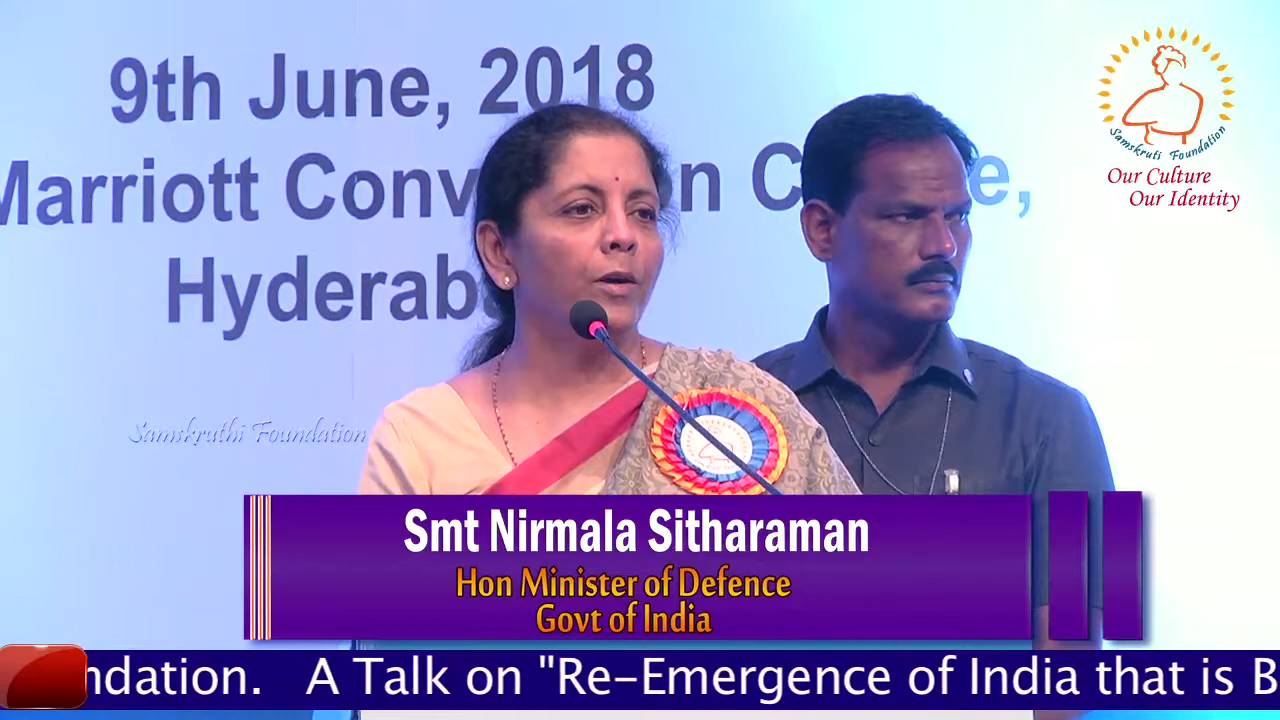 9th June, 2018
Marriott Conv n C e,
Hyderab
Samskruti Foundation
Our Culture
Our Identity
Samskruthi Foundation
Smt Nirmala Sitharaman
Hon Minister of Defence
Govt of India
ndation. A Talk on "Re-Emergence of India that is B